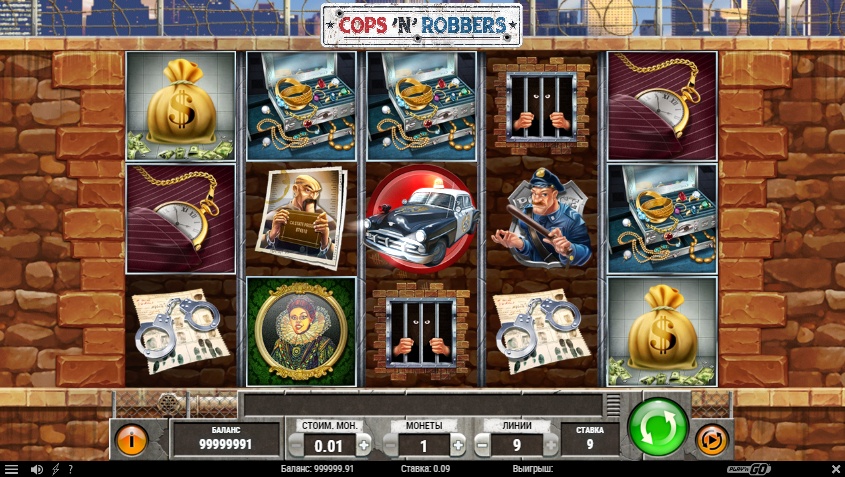 COPS 'N' ROBBERS
$
$
БАЛАНС
99999991
СТОИМ. МОН.
0.01
МОНЕТЫ
1
ЛИНИИ
9
СТАВКА
9
? Баланс: 999999.91 Ставка: 0.09 Выигрыш: PLAY'N GO